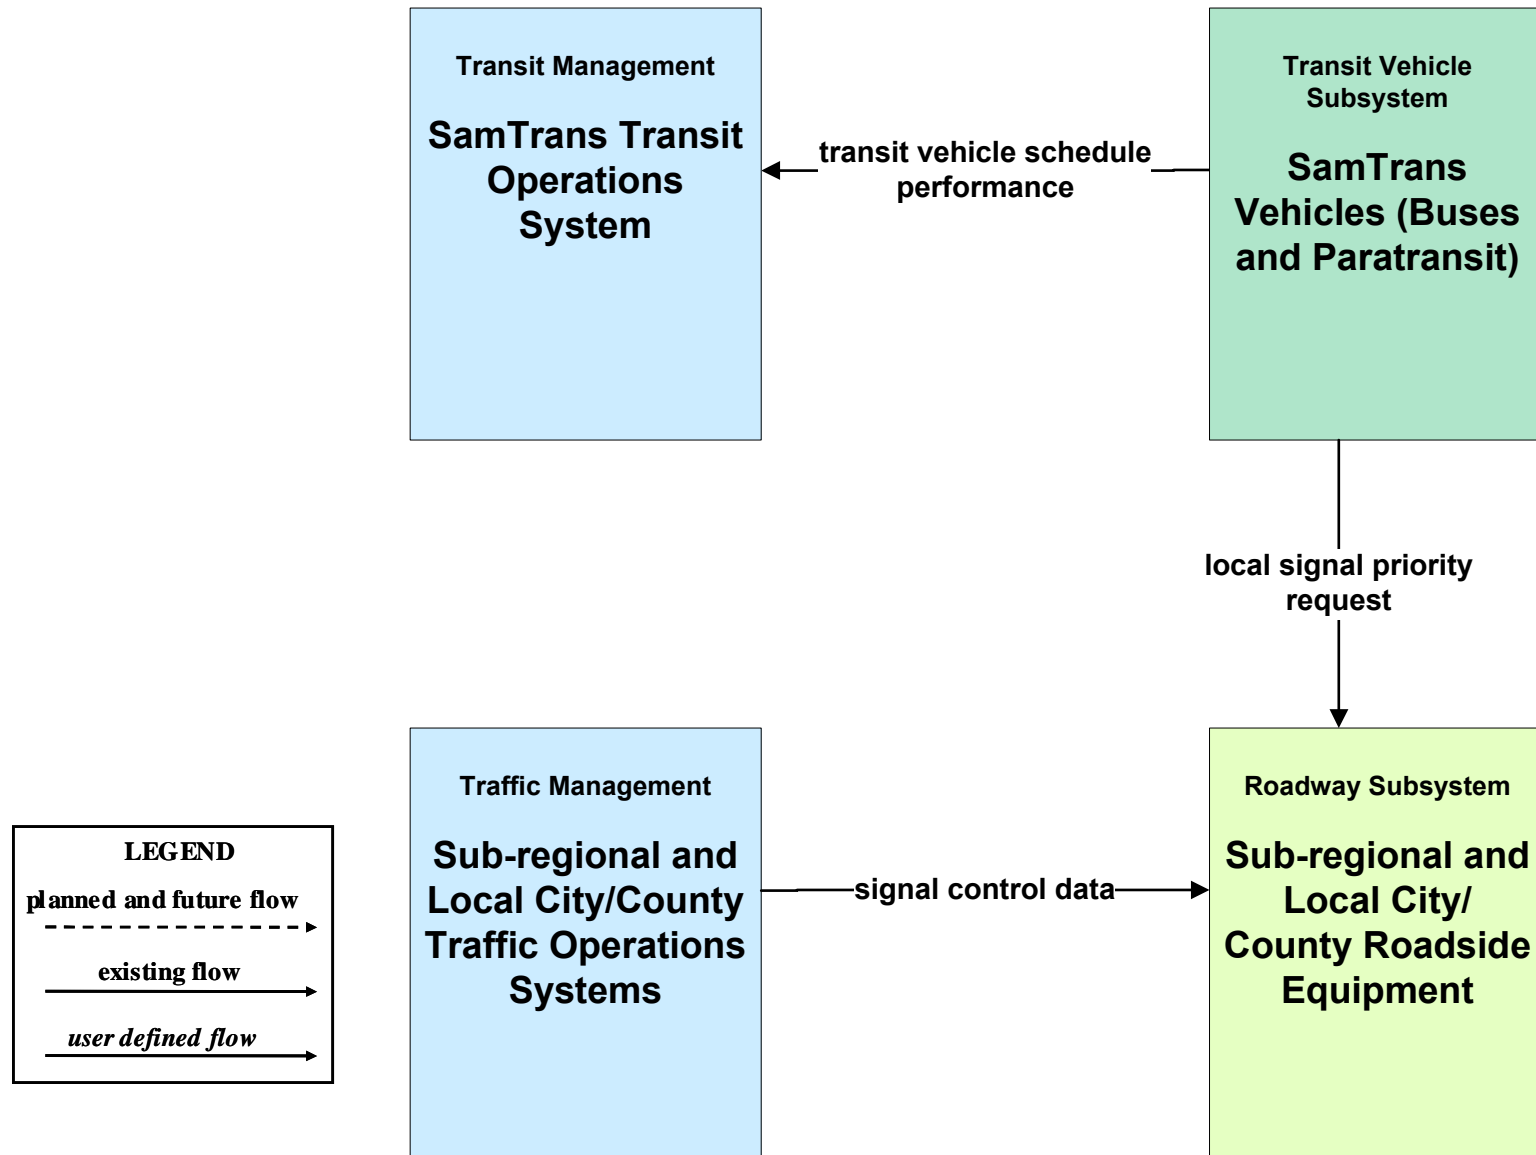 Transit Management
SamTrans Transit
Operations
System
transit vehicle schedule
performance
Transit Vehicle
Subsystem
SamTrans
Vehicles (Buses
and Paratransit)
local signal priority
request
Traffic Management
Sub-regional and
Local City/County
Traffic Operations
Systems
signal control data
Roadway Subsystem
Sub-regional and
Local City/
County Roadside
Equipment
LEGEND
planned and future flow
existing flow
user defined flow